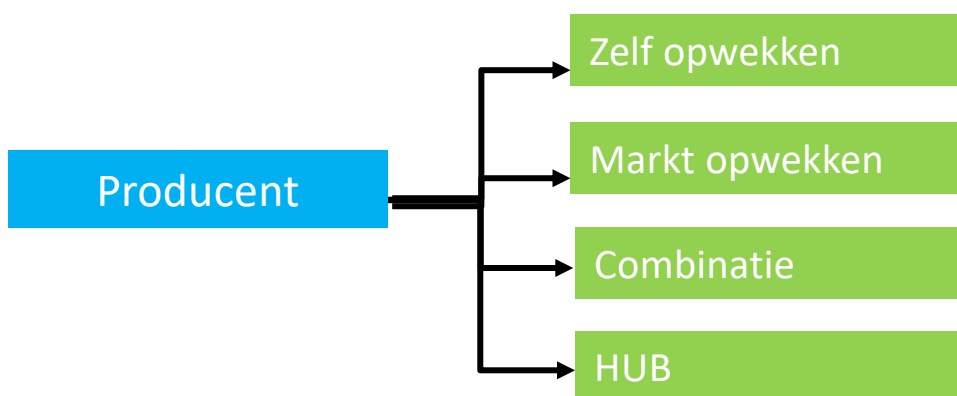 Producent
Zelf opwekken
Markt opwekken
Combinatie
HUB